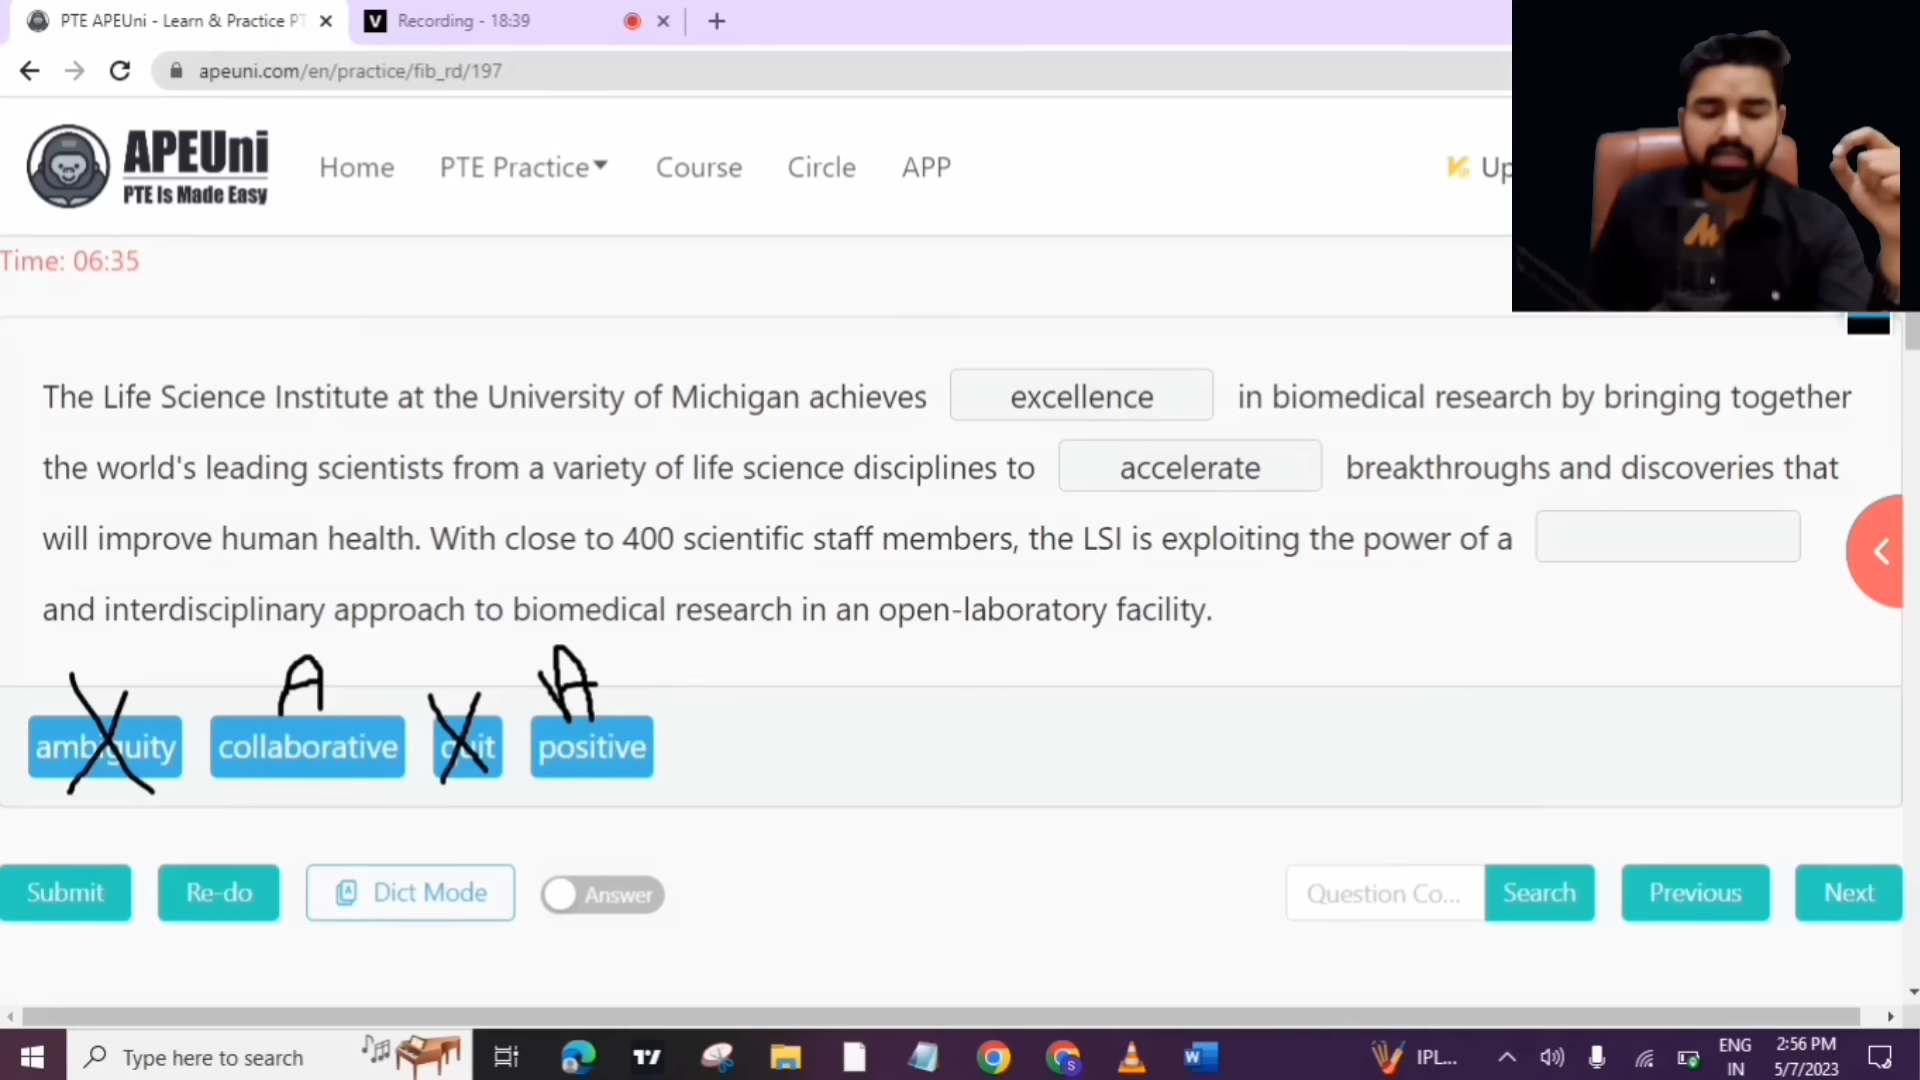 PTE APEUni - Learn & Practice PT
Recording - 18:39
apeuni.com/en/practice/fib_rd/197
APEUni
PTE Is Made Easy
Home
PTE Practice
Course
Circle
APP
Up
Time: 06:35
The Life Science Institute at the University of Michigan achieves excellence in biomedical research by bringing together
the world's leading scientists from a variety of life science disciplines to accelerate breakthroughs and discoveries that
will improve human health. With close to 400 scientific staff members, the LSI is exploiting the power of a
and interdisciplinary approach to biomedical research in an open-laboratory facility.
X A X A
ambiguity collaborative quit positive
Submit
Re-do
Dict Mode
Answer
Question Co...
Search
Previous
Next
Type here to search
IPL...
ENG
IN
2:56 PM
5/7/2023